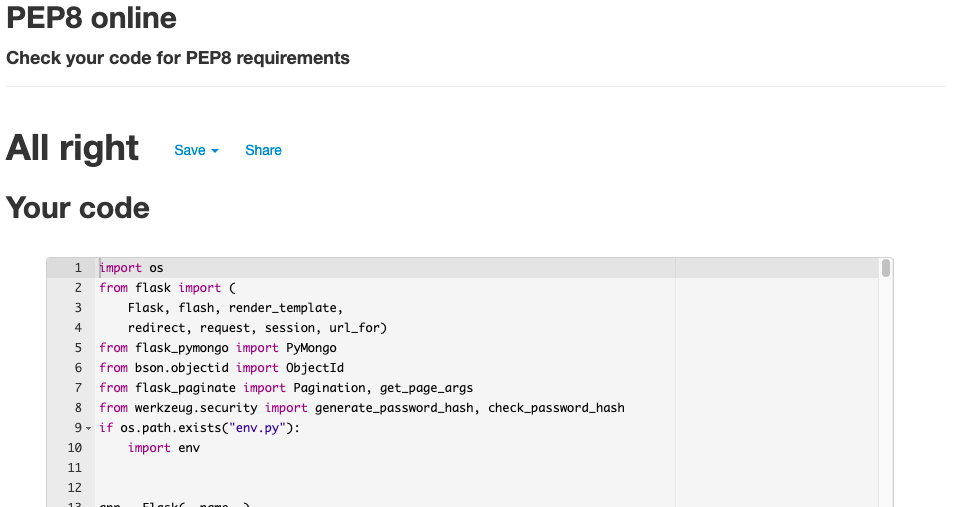 PEP8 online
Check your code for PEP8 requirements
All right Save Share
Your code
1 import os
2 from flask import (
3 Flask, flash, render_template,
4 redirect, request, session, url_for)
5 from flask_pymongo import PyMongo
6 from bson.objectid import ObjectId
7 from flask_paginate import Pagination, get_page_args
8 from werkzeug.security import generate_password_hash, check_password_hash
9 if os.path.exists("env.py"):
10 import env
11
12